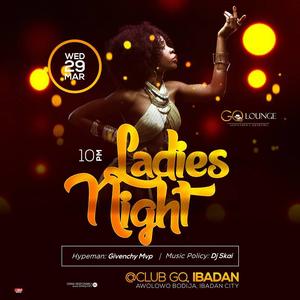 WED
29
MAR
GQ LOUNGE
10PM
Ladies
Night
Hypeman: Givenchy Mvp | Music Policy: Dj Skai
@CLUB GQ, IBADAN
AWOLOWO BODIJA, IBADAN CITY